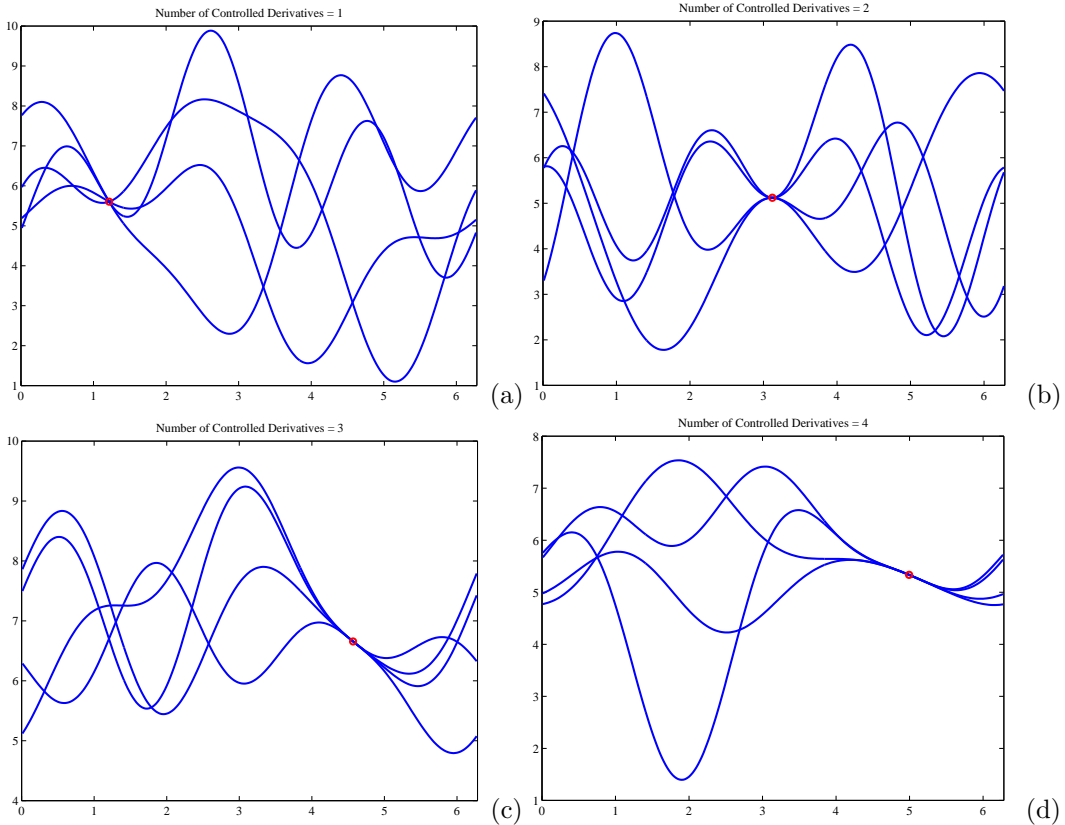 Number of Controlled Derivatives = 1
10
9
8
7
6
5
4
3
2
1
0 1 2 3 4 5 6
(a)
Number of Controlled Derivatives = 2
9
8
7
6
5
4
3
2
1
0 1 2 3 4 5 6
(b)
Number of Controlled Derivatives = 3
10
9
8
7
6
5
4
0 1 2 3 4 5 6
(c)
Number of Controlled Derivatives = 4
8
7
6
5
4
3
2
1
0 1 2 3 4 5 6
(d)